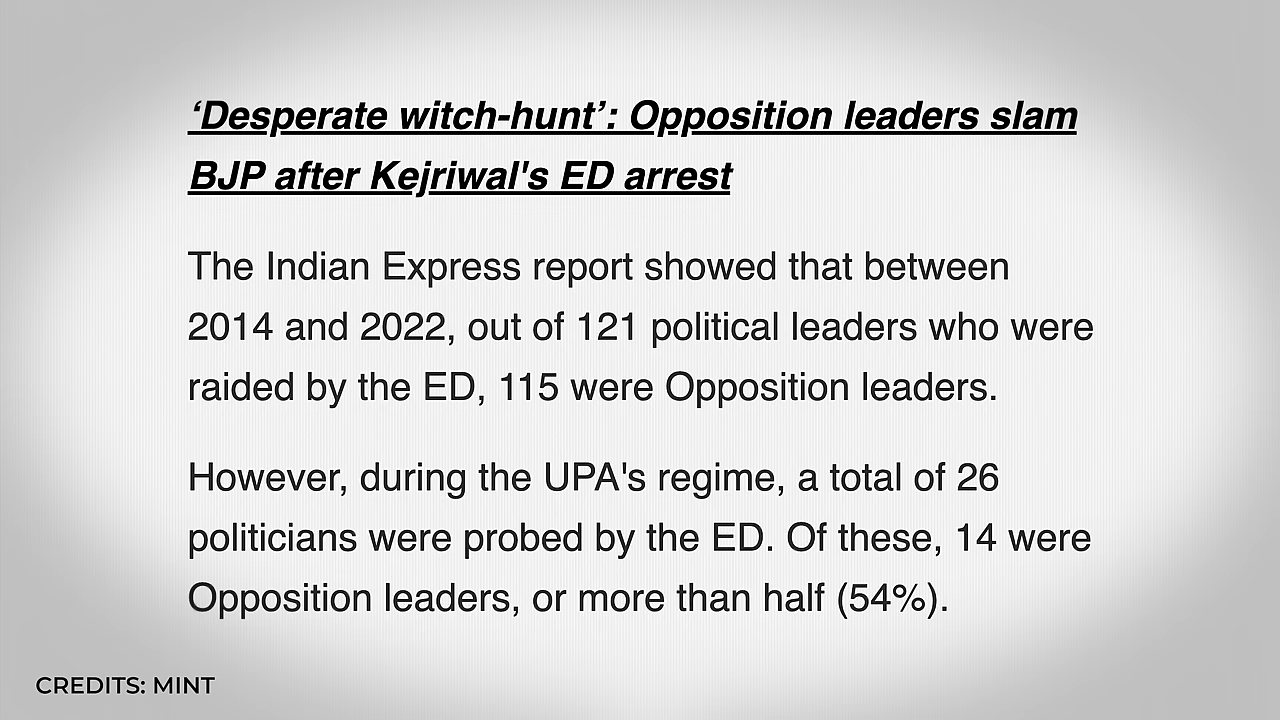 ‘Desperate witch-hunt’: Opposition leaders slam
BJP after Kejriwal's ED arrest
The Indian Express report showed that between
2014 and 2022, out of 121 political leaders who were
raided by the ED, 115 were Opposition leaders.
However, during the UPA's regime, a total of 26
politicians were probed by the ED. Of these, 14 were
Opposition leaders, or more than half (54%).
CREDITS: MINT